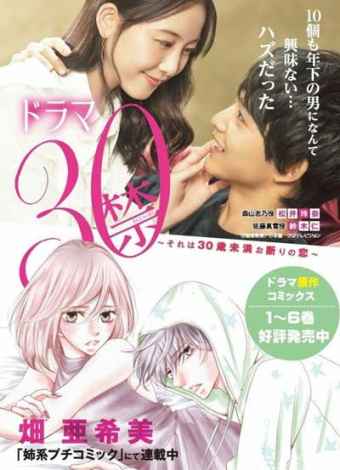 10個も年下の男になんて
興味ない…
ハズだった
ドラマ
30禁
〜それは30歳未満お断りの恋〜
ドラマ原作
コミックス
1〜6巻
好評発売中
畑 亜希美
「姉系プチコミック」にて連載中